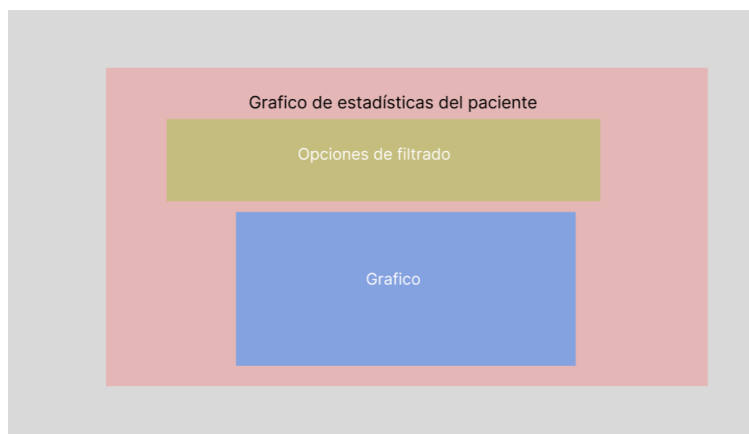 Grafico de estadísticas del paciente
Opciones de filtrado
Grafico